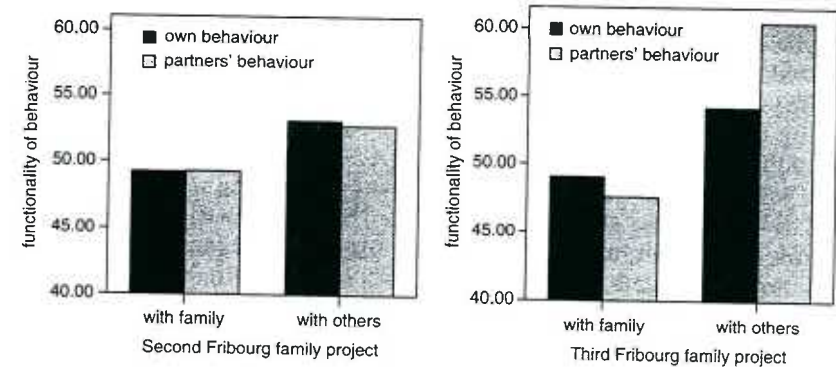 functionality of behaviour
60.00
55.00
50.00
45.00
40.00
own behaviour
partners' behaviour
with family
with others
Second Fribourg family project
functionality of behaviour
60.00
55.00
50.00
45.00
40.00
own behaviour
partners' behaviour
with family
with others
Third Fribourg family project